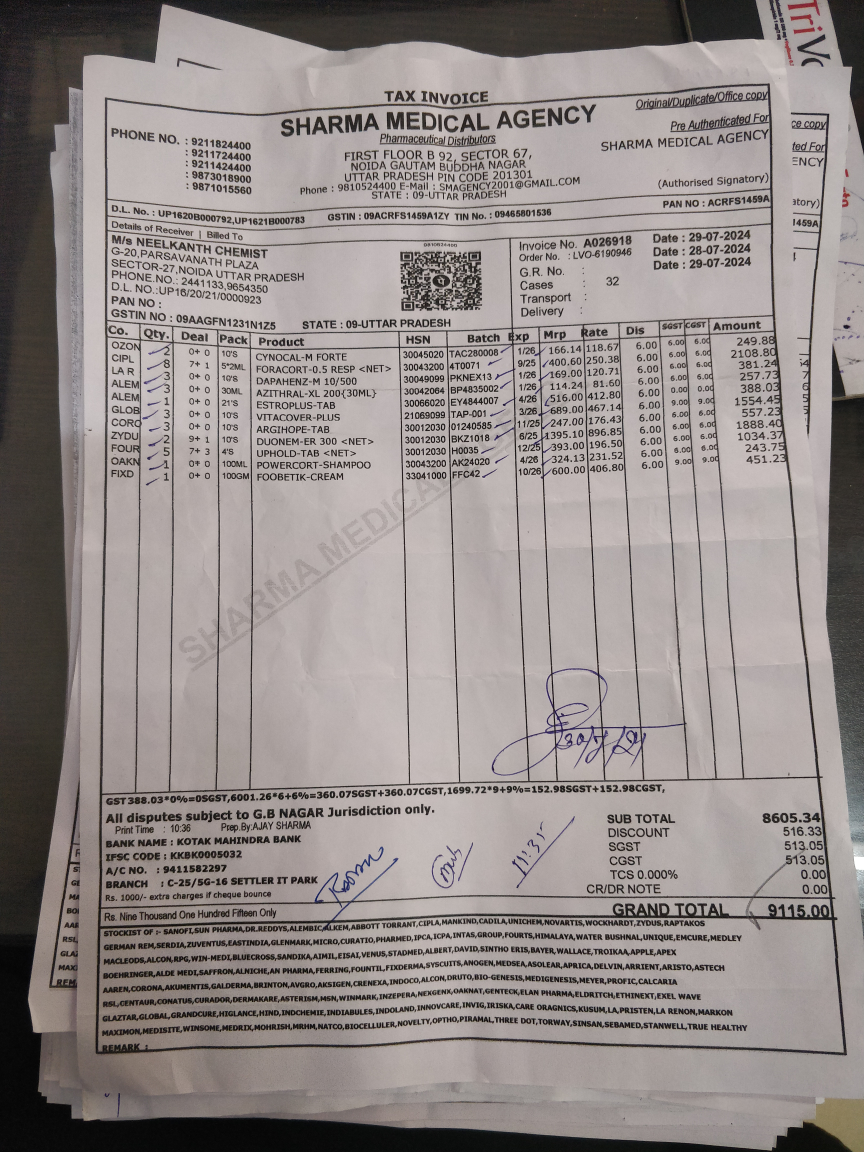 TAX INVOICE
Original/Duplicate/Office copy
SHARMA MEDICAL AGENCY
Pharmaceutical Distributors
FIRST FLOOR B 92, SECTOR 67,
NOIDA GAUTAM BUDDHA NAGAR
UTTAR PRADESH PIN CODE 201301
Phone : 9810524400 E-Mail : SMAGENCY2001@GMAIL.COM
STATE : 09-UTTAR PRADESH
PHONE NO. : 9211824400
: 9211724400
: 9211424400
: 9873018900
: 9871015560
Pre Authenticated For
SHARMA MEDICAL AGENCY
(Authorised Signatory)
D.L. No. : UP1620B000792,UP1621B000783 GSTIN : 09ACRFS1459A1ZY TIN No. : 09465801536 PAN NO : ACRFS1459A
Details of Receiver | Billed To
M/s NEELKANTH CHEMIST
G-20,PARSAVANATH PLAZA
SECTOR-27,NOIDA UTTAR PRADESH
PHONE.NO.: 2441133,9654350
D.L. NO.:UP16/20/21/0000923
PAN NO :
GSTIN NO : 09AAGFN1231N1Z5 STATE : 09-UTTAR PRADESH
Invoice No. A026918 Date : 29-07-2024
Order No. : LVO-6190946 Date : 28-07-2024
G.R. No. : Date : 29-07-2024
Cases : 32
Transport :
Delivery :
Co. Qty. Deal Pack Product HSN Batch Exp Mrp Rate Dis SGST CGST Amount
OZON 2 0+ 0 10'S CYNOCAL-M FORTE 30045020 TAC280008 1/26 166.14 118.67 6.00 6.00 6.00 249.88
CIPL 8 7+ 1 5*2ML FORACORT-0.5 RESP <NET> 30043200 4T0071 9/25 400.60 250.38 6.00 6.00 6.00 2108.80
LA R 3 0+ 0 10'S DAPAHENZ-M 10/500 30049099 PKNEX13 1/26 169.00 120.71 6.00 6.00 6.00 381.24
ALEM 3 0+ 0 30ML AZITHRAL-XL 200{30ML} 30042064 BP4835002 1/26 114.24 81.60 6.00 6.00 6.00 257.73
ALEM 1 0+ 0 21'S ESTROPLUS-TAB 30066020 EY4844007 4/26 516.00 412.80 6.00 0.00 0.00 388.03
GLOB 3 0+ 0 10'S VITACOVER-PLUS 21069099 TAP-001 3/26 689.00 467.14 6.00 9.00 9.00 1554.45
CORO 3 0+ 0 10'S ARGIHOPE-TAB 30012030 01240585 11/25 247.00 176.43 6.00 6.00 6.00 557.23
ZYDU 2 9+ 1 10'S DUONEM-ER 300 <NET> 30012030 BKZ1018 6/25 1395.10 896.85 6.00 6.00 6.00 1888.40
FOUR 5 7+ 3 4'S UPHOLD-TAB <NET> 30012030 H0035 12/25 393.00 196.50 6.00 6.00 6.00 1034.37
OAKN 1 0+ 0 100ML POWERCORT-SHAMPOO 30043200 AK24020 4/26 324.13 231.52 6.00 6.00 6.00 243.75
FIXD 1 0+ 0 100GM FOOBETIK-CREAM 33041000 FFC42 10/26 600.00 406.80 6.00 9.00 9.00 451.23
SHARMA MEDICAL
30/7/24
GST388.03*0%=0SGST,6001.26*6+6%=360.07SGST+360.07CGST,1699.72*9+9%=152.98SGST+152.98CGST,
All disputes subject to G.B NAGAR Jurisdiction only.
Print Time : 10:36 Prep.By:AJAY SHARMA
BANK NAME : KOTAK MAHINDRA BANK
IFSC CODE : KKBK0005032
A/C NO. : 9411582297
BRANCH : C-25/5G-16 SETTLER IT PARK
Rs. 1000/- extra charges if cheque bounce
11:35
SUB TOTAL 8605.34
DISCOUNT 516.33
SGST 513.05
CGST 513.05
TCS 0.000% 0.00
CR/DR NOTE 0.00
Rs. Nine Thousand One Hundred Fifteen Only
GRAND TOTAL 9115.00
STOCKIST OF :- SANOFI,SUN PHARMA,DR.REDDYS,ALEMBIC,ALKEM,ABBOTT TORRANT,CIPLA,MANKIND,CADILA,UNICHEM,NOVARTIS,WOCKHARDT,ZYDUS,RAPTAKOS
GERMAN REM,SERDIA,ZUVENTUS,EASTINDIA,GLENMARK,MICRO,CURATIO,PHARMED,IPCA,ICPA,INTAS,GROUP,FOURTS,HIMALAYA,WATER BUSHNAL,UNIQUE,EMCURE,MEDLEY
MACLEODS,ALCON,RPG,WIN-MEDI,BLUECROSS,SANDIKA,AIMIL,EISAI,VENUS,STADMED,ALBERT,DAVID,SINTHO ERIS,BAYER,WALLACE,TROIKAA,APPLE,APEX
BOEHRINGER,ALDE MEDI,SAFFRON,ALNICHE,AN PHARMA,FERRING,FOUNTIL,FIXDERMA,SYSCUITS,ANOGEN,MEDSEA,ASOLEAR,APRICA,DELVIN,ARRIENT,ARISTO,ASTECH
AAREN,CORONA,AKUMENTIS,GALDERMA,BRINTON,AVGRO,AKSIGEN,CRENEXA,INDOCO,ALCON,DRUTO,BIO-GENESIS,MEDIGENESIS,MEYER,PROFIC,CALCARIA
RSL,CENTAUR,CONATUS,CURADOR,DERMAKARE,ASTERISM,MSN,WINMARK,INZEPERA,NEXGENX,OAKNAT,GENTECK,ELAN PHARMA,ELDRITCH,ETHINEXT,EXEL WAVE
GLAZTAR,GLOBAL,GRANDCURE,HIGLANCE,HIND,INDCHEMIE,INDIABULES,INDOLAND,INNOVCARE,INVIG,IRISKA,CARE ORAGNICS,KUSUM,LA,PRISTEN,LA RENON,MARKON
MAXIMON,MEDISITE,WINSOME,MEDRIX,MOHRISH,MRHM,NATCO,BIOCELLULER,NOVELTY,OPTHO,PIRAMAL,THREE DOT,TORWAY,SINSAN,SEBAMED,STANWELL,TRUE HEALTHY
REMARK :